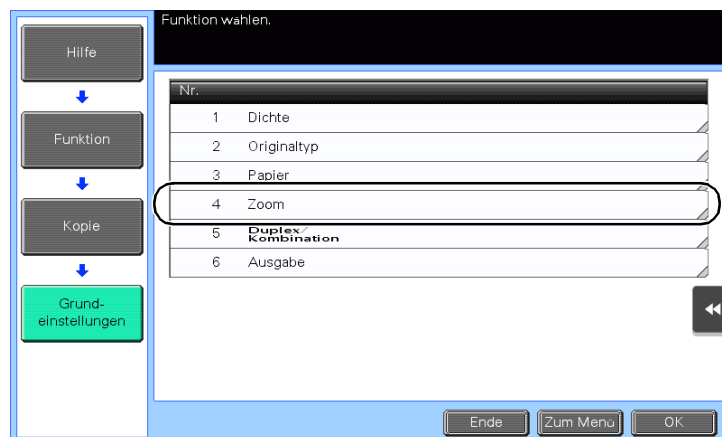 Funktion wählen.
Hilfe
Funktion
Kopie
Grund-
einstellungen
Nr.
1 Dichte
2 Originaltyp
3 Papier
4 Zoom
5 Duplex/
Kombination
6 Ausgabe
Ende
Zum Menü
OK